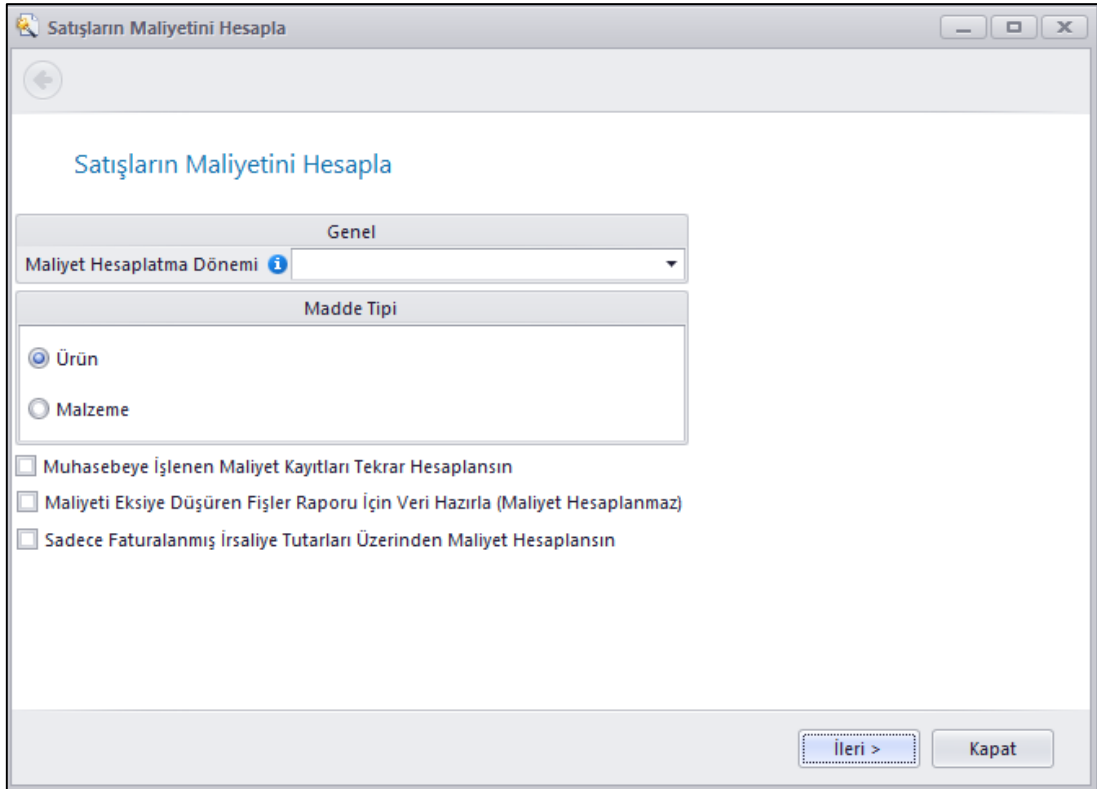 Satışların Maliyetini Hesapla
Satışların Maliyetini Hesapla
Genel
Maliyet Hesaplatma Dönemi
Madde Tipi
Ürün
Malzeme
Muhasebeye İşlenen Maliyet Kayıtları Tekrar Hesaplansın
Maliyeti Eksiye Düşüren Fişler Raporu İçin Veri Hazırla (Maliyet Hesaplanmaz)
Sadece Faturalanmış İrsaliye Tutarları Üzerinden Maliyet Hesaplansın
İleri > Kapat